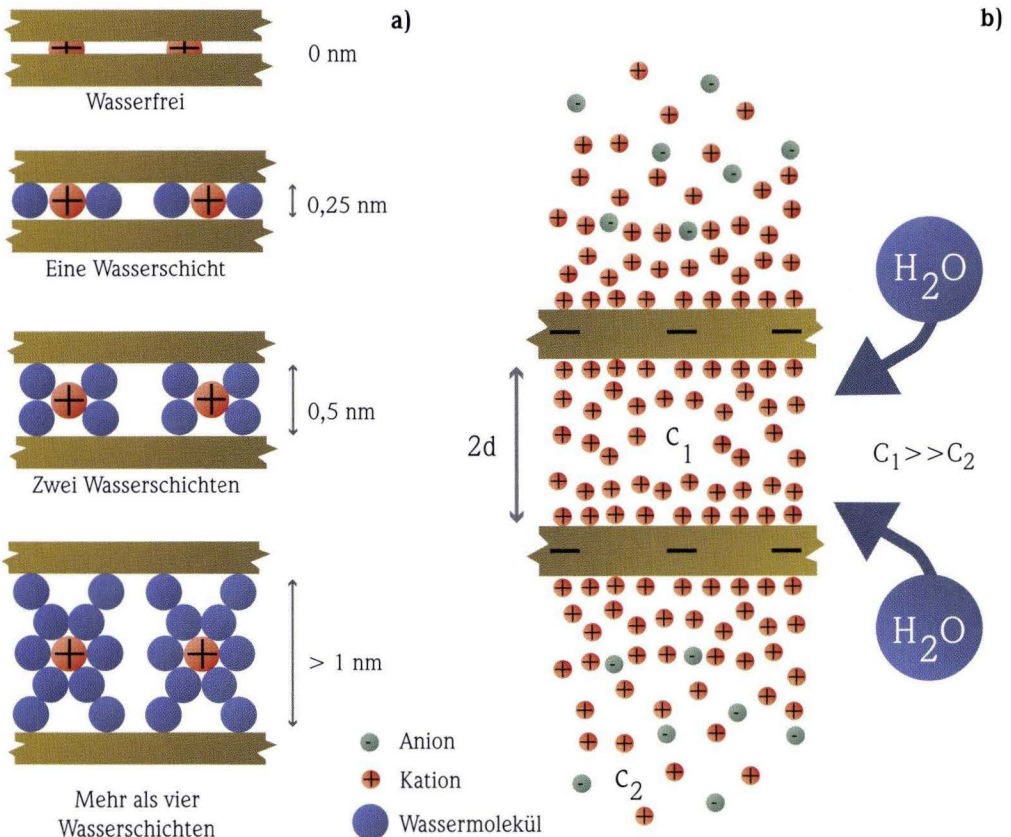 a)
0 nm
Wasserfrei
0,25 nm
Eine Wasserschicht
0,5 nm
Zwei Wasserschichten
> 1 nm
Mehr als vier
Wasserschichten
b)
H2O
2d
C1
C1>>C2
H2O
C2
- Anion
+ Kation
Wassermolekül